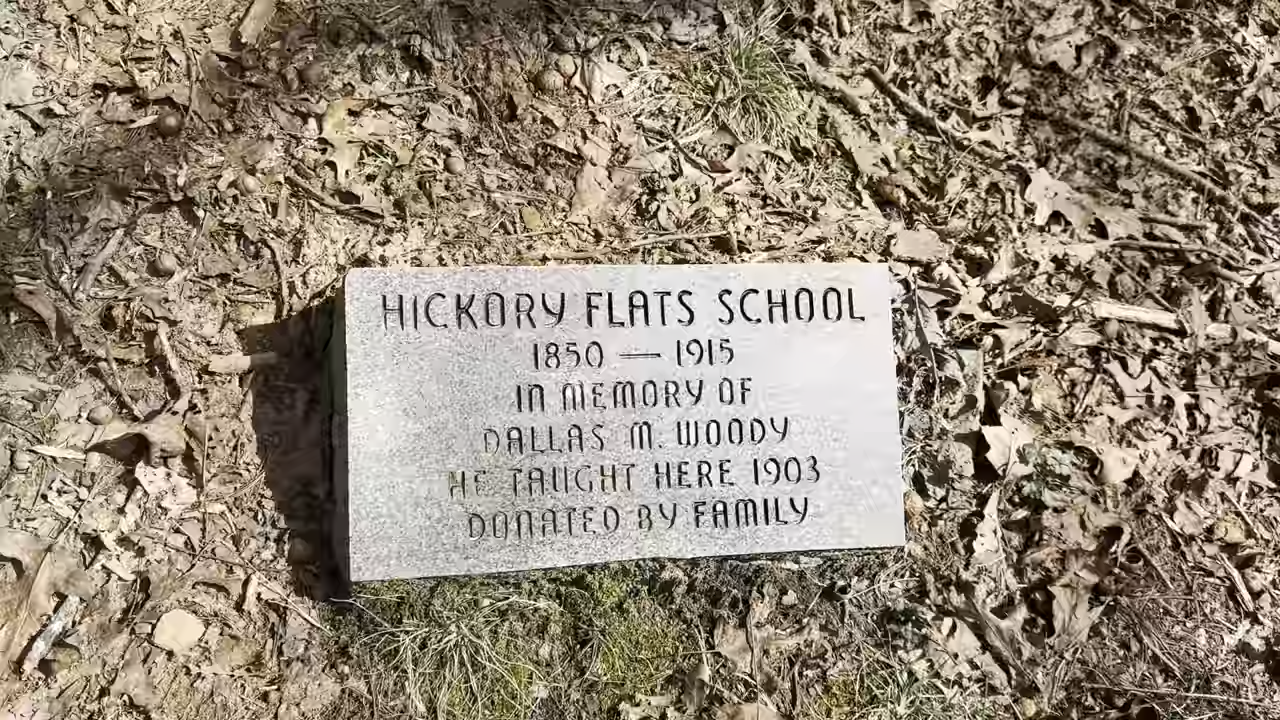 HICKORY FLATS SCHOOL
1850 — 1915
IN MEMORY OF
DALLAS M. WOODY
HE TAUGHT HERE 1903
DONATED BY FAMILY